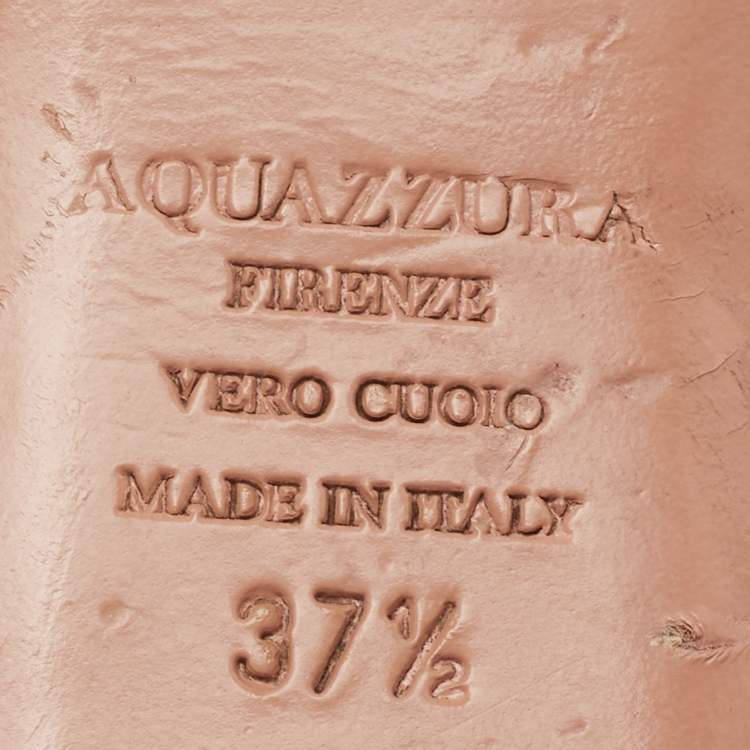 AQUAZZURA
FIRENZE
VERO CUOIO
MADE IN ITALY
37½